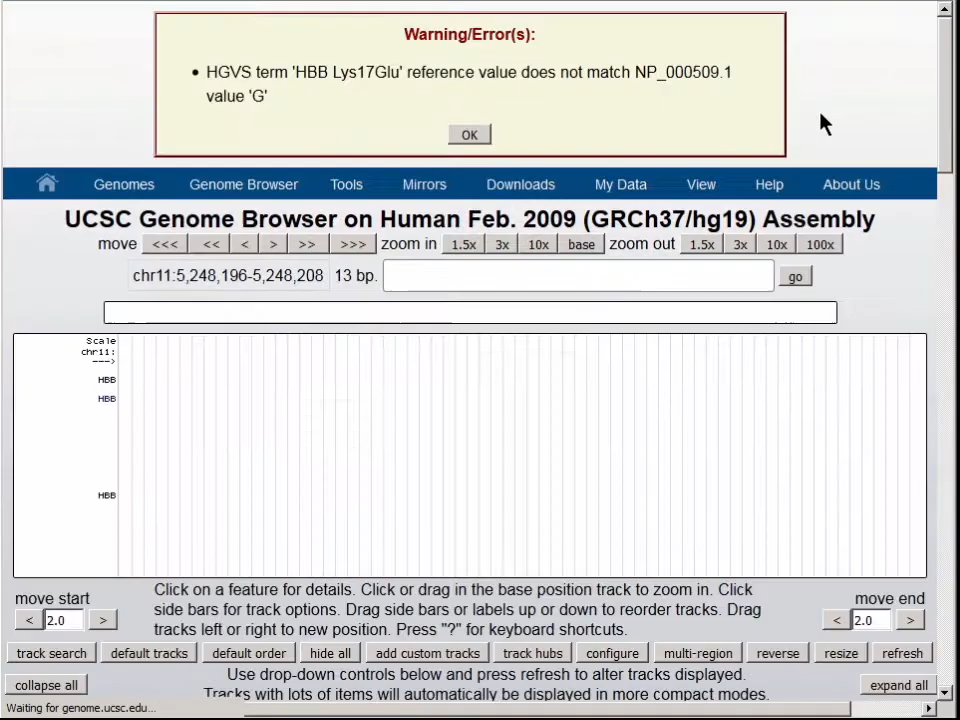 Warning/Error(s):
• HGVS term 'HBB Lys17Glu' reference value does not match NP_000509.1
value 'G'
OK
Genomes Genome Browser Tools Mirrors Downloads My Data View Help About Us
UCSC Genome Browser on Human Feb. 2009 (GRCh37/hg19) Assembly
move <<< << < > >> >>> zoom in 1.5x 3x 10x base zoom out 1.5x 3x 10x 100x
chr11:5,248,196-5,248,208 13 bp. go
Scale
chr11:
--->
HBB
HBB
HBB
move start
< 2.0 >
Click on a feature for details. Click or drag in the base position track to zoom in. Click
side bars for track options. Drag side bars or labels up or down to reorder tracks. Drag
tracks left or right to new position. Press "?" for keyboard shortcuts.
move end
< 2.0 >
track search default tracks default order hide all add custom tracks track hubs configure multi-region reverse resize refresh
collapse all
Use drop-down controls below and press refresh to alter tracks displayed.
Tracks with lots of items will automatically be displayed in more compact modes.
expand all
Waiting for genome.ucsc.edu...